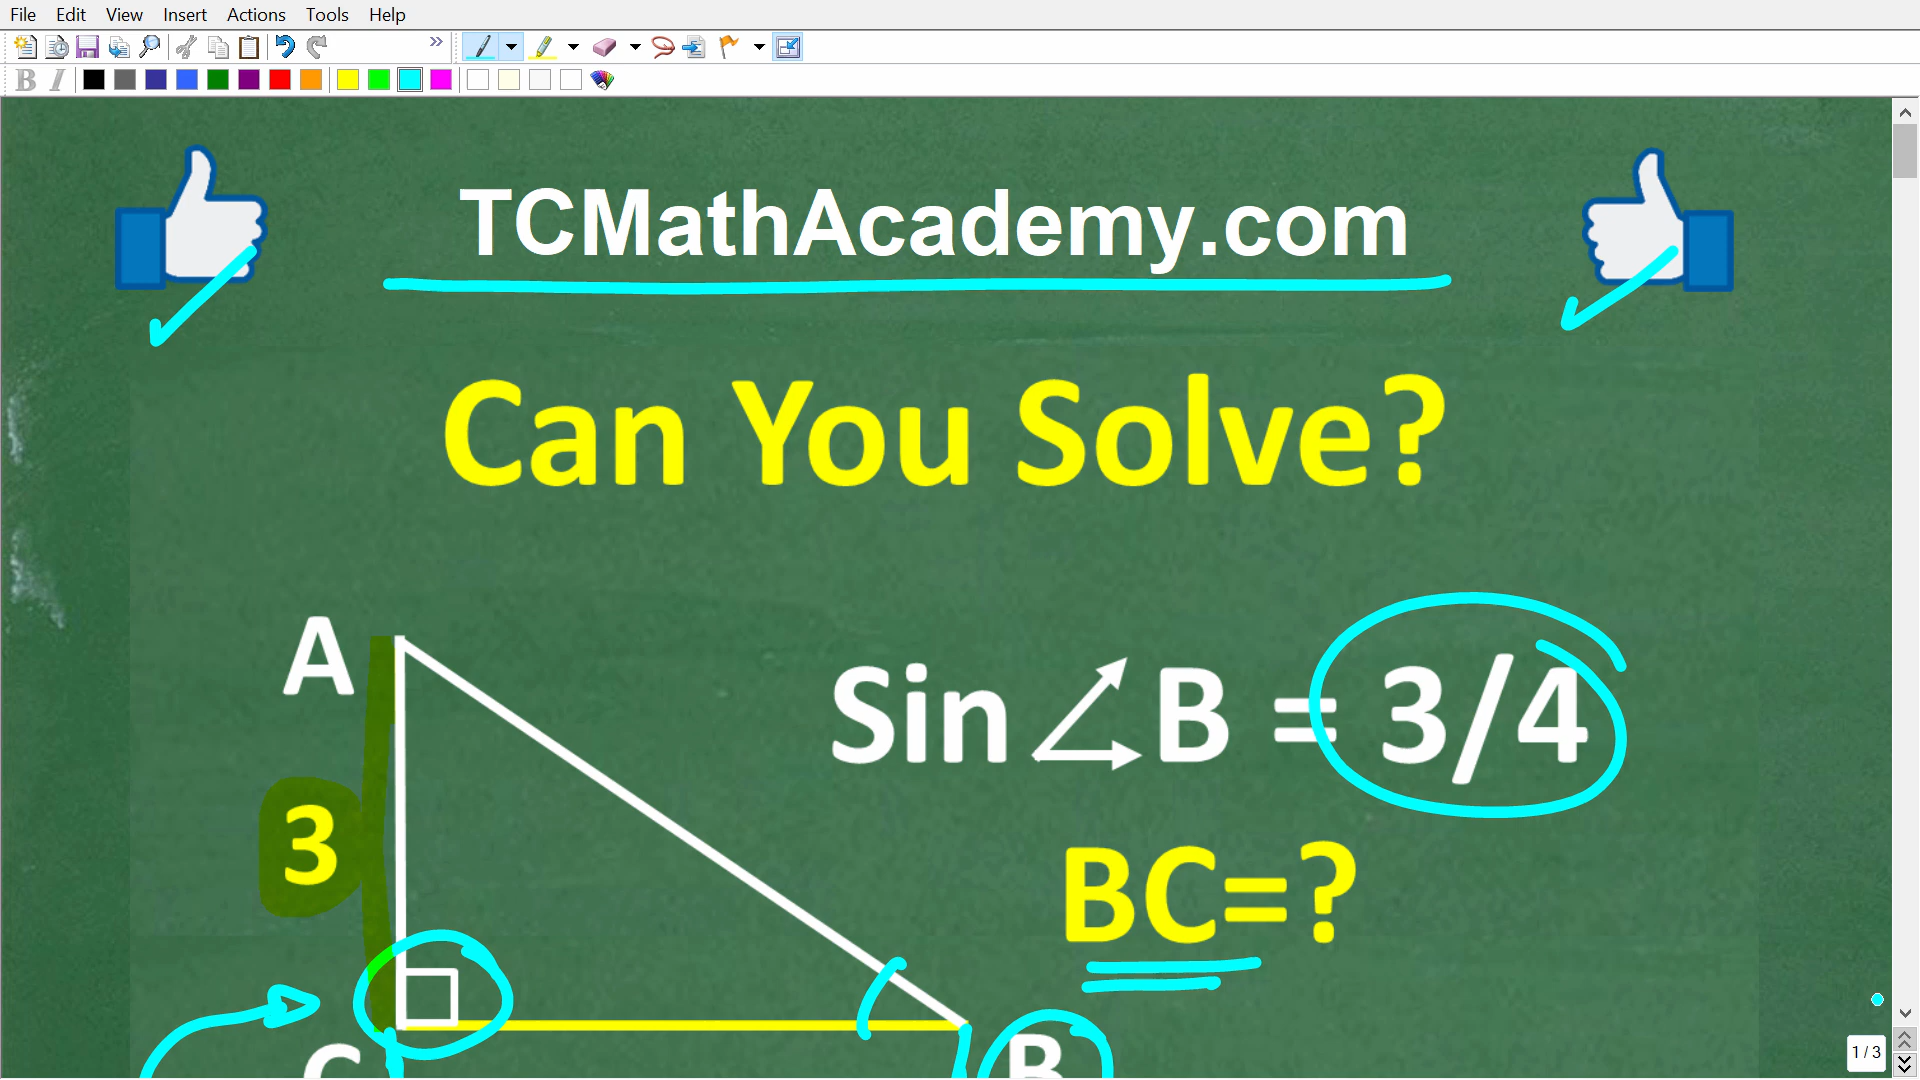 File Edit View Insert Actions Tools Help
B I
TCMathAcademy.com
Can You Solve?
A
Sin∠B = 3/4
3
BC=?
C
B
1 / 3